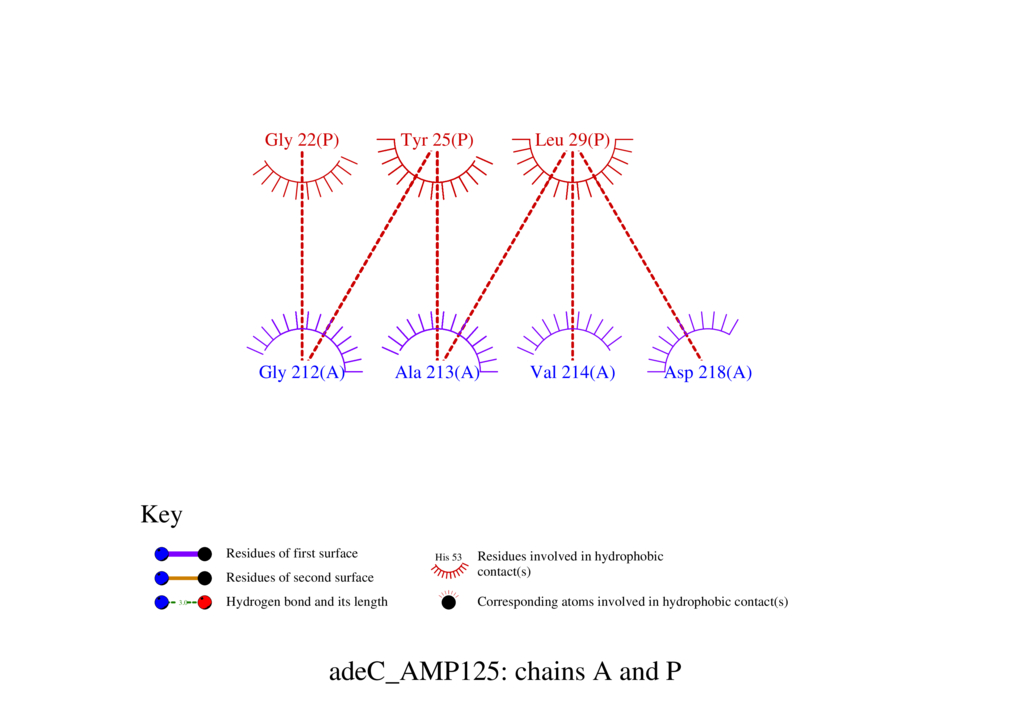 Gly 22(P) Tyr 25(P) Leu 29(P)
Gly 212(A) Ala 213(A) Val 214(A) Asp 218(A)
Key
Residues of first surface
Residues of second surface
3.0
Hydrogen bond and its length
His 53
Residues involved in hydrophobic
contact(s)
Corresponding atoms involved in hydrophobic contact(s)
adeC_AMP125: chains A and P